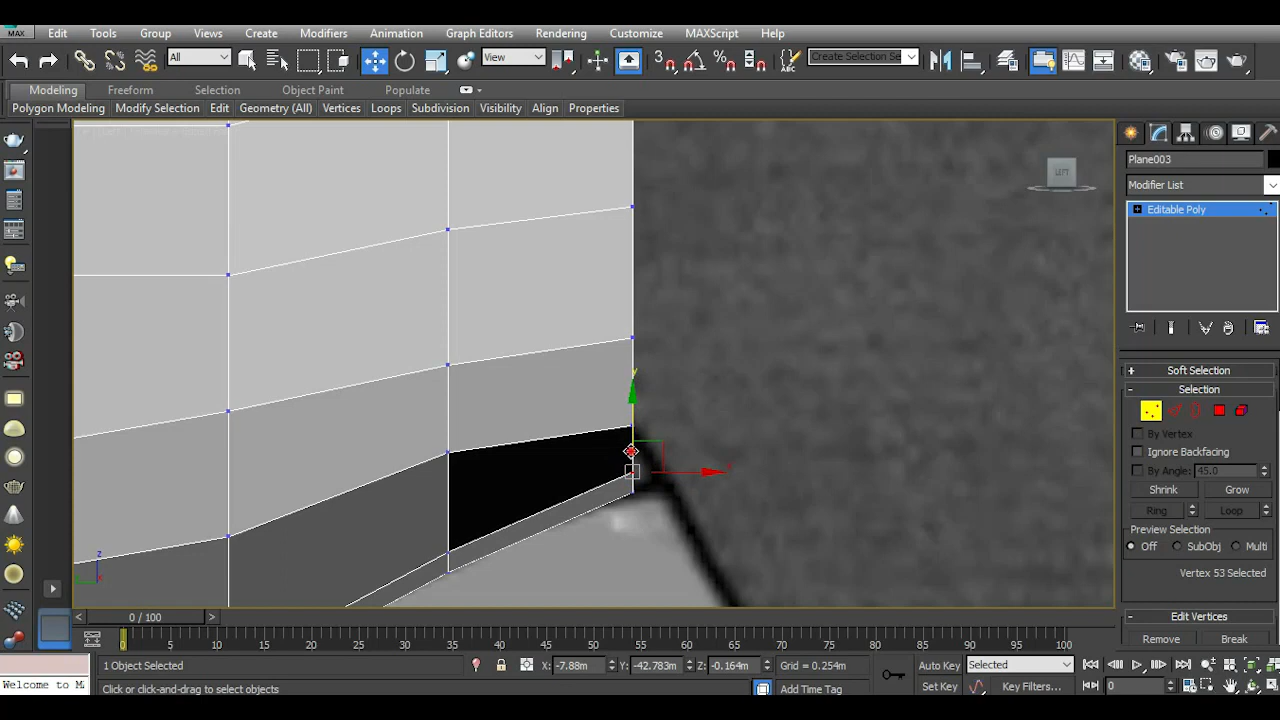 MAX Edit Tools Group Views Create Modifiers Animation Graph Editors Rendering Customize MAXScript Help
All View 3 ABC Create Selection Se
Modeling Freeform Selection Object Paint Populate
Polygon Modeling Modify Selection Edit Geometry (All) Vertices Loops Subdivision Visibility Align Properties
LEFT
Plane003
Modifier List
Editable Poly
Soft Selection
Selection
By Vertex
Ignore Backfacing
By Angle: 45.0
Shrink Grow
Ring Loop
Preview Selection
Off SubObj Multi
Vertex 53 Selected
Edit Vertices
Remove Break
y
x
z
x
0 / 100
0 5 10 15 20 25 30 35 40 45 50 55 60 65 70 75 80 85 90 95 100
1 Object Selected X: -7.88m Y: -42.783m Z: -0.164m Grid = 0.254m Auto Key Selected
Welcome to M
Click or click-and-drag to select objects Add Time Tag Set Key Key Filters... 0